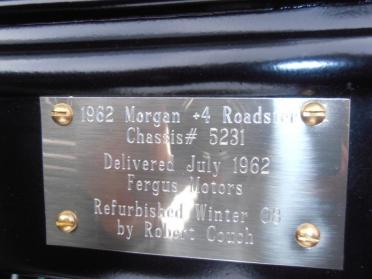 1962 Morgan +4 Roadster
Chassis# 5231
Delivered July 1962
Fergus Motors
Refurbished Winter 08
by Robert Couch